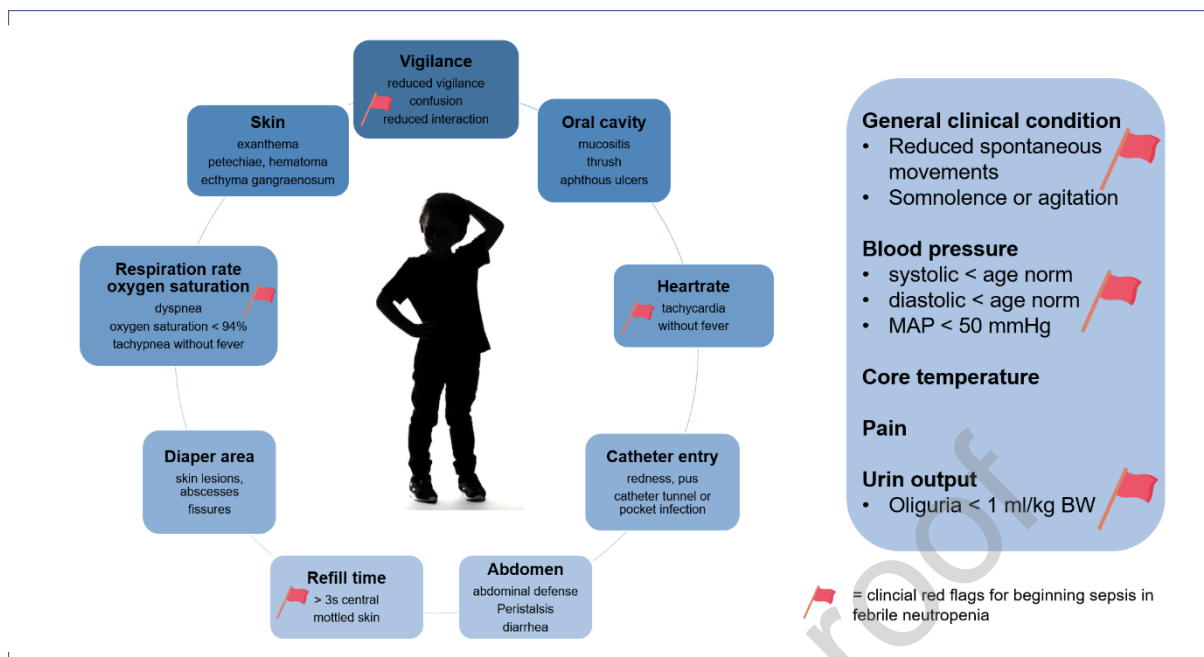 Vigilance
reduced vigilance
confusion
reduced interaction
Oral cavity
mucositis
thrush
aphthous ulcers
Heartrate
tachycardia
without fever
Catheter entry
redness, pus
catheter tunnel or
pocket infection
Abdomen
abdominal defense
Peristalsis
diarrhea
Refill time
> 3s central
mottled skin
Diaper area
skin lesions,
abscesses
fissures
Respiration rate
oxygen saturation
dyspnea
oxygen saturation < 94%
tachypnea without fever
Skin
exanthema
petechiae, hematoma
ecthyma gangraenosum
General clinical condition
• Reduced spontaneous
movements
• Somnolence or agitation
Blood pressure
• systolic < age norm
• diastolic < age norm
• MAP < 50 mmHg
Core temperature
Pain
Urin output
• Oliguria < 1 ml/kg BW
= clincial red flags for beginning sepsis in
febrile neutropenia
roof